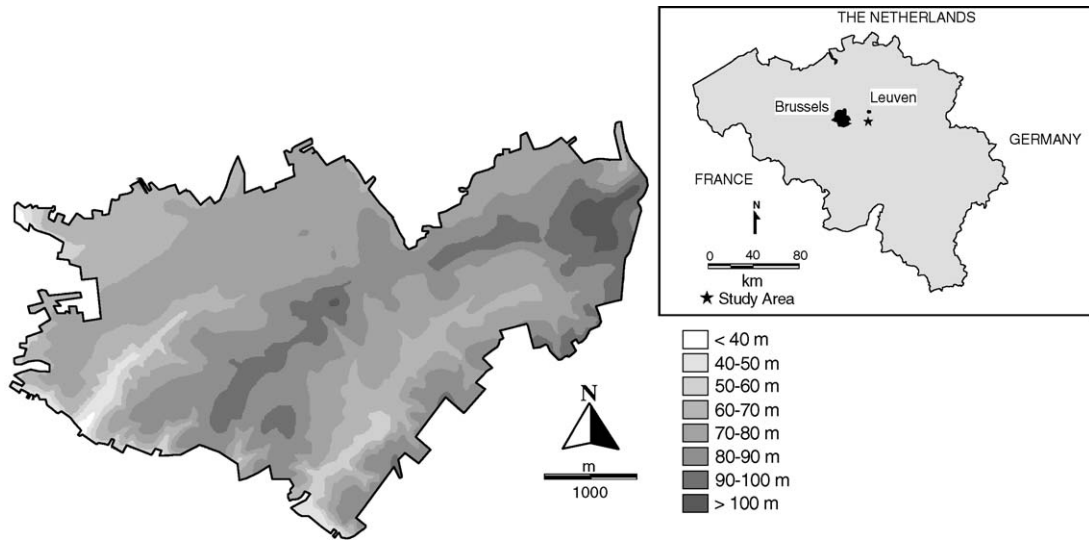 THE NETHERLANDS
Brussels
Leuven
GERMANY
FRANCE
N
0 40 80
km
★ Study Area
< 40 m
40-50 m
50-60 m
60-70 m
70-80 m
80-90 m
90-100 m
> 100 m
N
m
1000